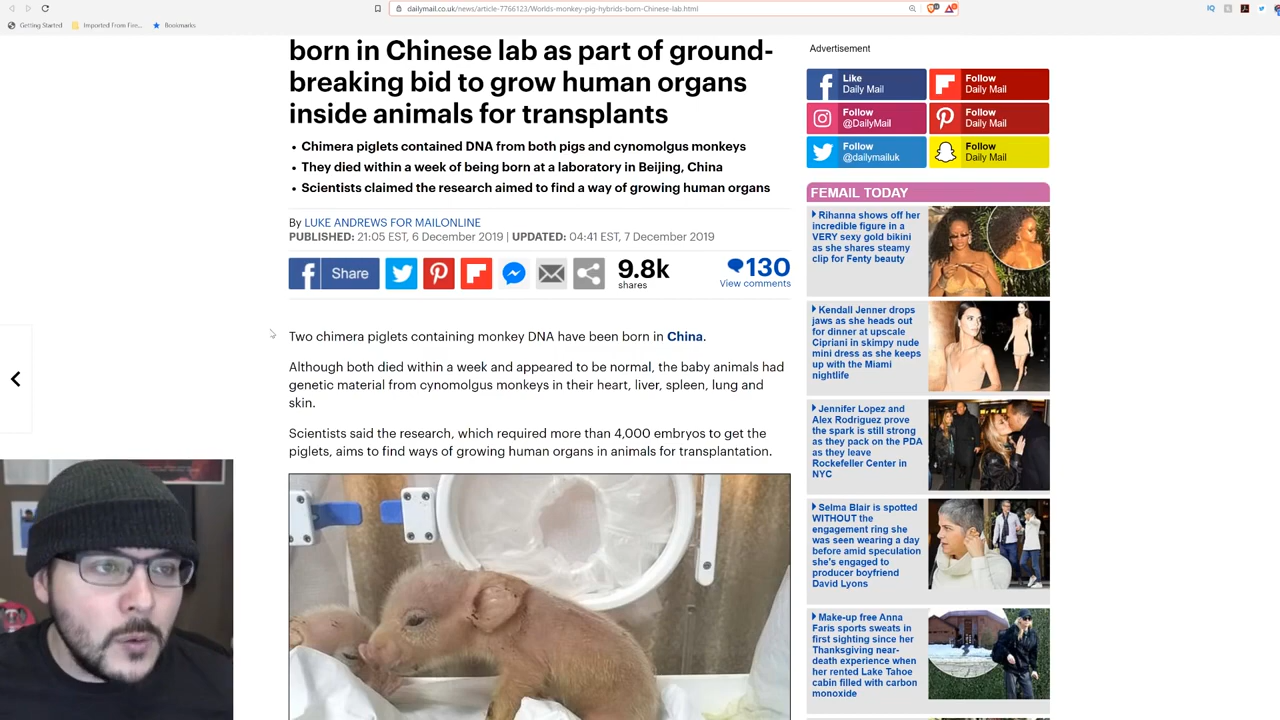 dailymail.co.uk/news/article-7766123/Worlds-monkey-pig-hybrids-born-Chinese-lab.html
IQ
Getting Started
Imported From Fire...
Bookmarks
born in Chinese lab as part of ground-
breaking bid to grow human organs
inside animals for transplants
• Chimera piglets contained DNA from both pigs and cynomolgus monkeys
• They died within a week of being born at a laboratory in Beijing, China
• Scientists claimed the research aimed to find a way of growing human organs
By LUKE ANDREWS FOR MAILONLINE
PUBLISHED: 21:05 EST, 6 December 2019 | UPDATED: 04:41 EST, 7 December 2019
Share
9.8k
shares
130
View comments
Two chimera piglets containing monkey DNA have been born in China.
Although both died within a week and appeared to be normal, the baby animals had
genetic material from cynomolgus monkeys in their heart, liver, spleen, lung and
skin.
Scientists said the research, which required more than 4,000 embryos to get the
piglets, aims to find ways of growing human organs in animals for transplantation.
Advertisement
Like
Daily Mail
Follow
Daily Mail
Follow
@DailyMail
Follow
Daily Mail
Follow
@dailymailuk
Follow
Daily Mail
FEMAIL TODAY
Rihanna shows off her
incredible figure in a
VERY sexy gold bikini
as she shares steamy
clip for Fenty beauty
Kendall Jenner drops
jaws as she heads out
for dinner at upscale
Cipriani in skimpy nude
mini dress as she keeps
up with the Miami
nightlife
Jennifer Lopez and
Alex Rodriguez prove
the spark is still strong
as they pack on the PDA
as they leave
Rockefeller Center in
NYC
Selma Blair is spotted
WITHOUT the
engagement ring she
was seen wearing a day
before amid speculation
she's engaged to
producer boyfriend
David Lyons
Make-up free Anna
Faris sports sweats in
first sighting since her
Thanksgiving near-
death experience when
her rented Lake Tahoe
cabin filled with carbon
monoxide